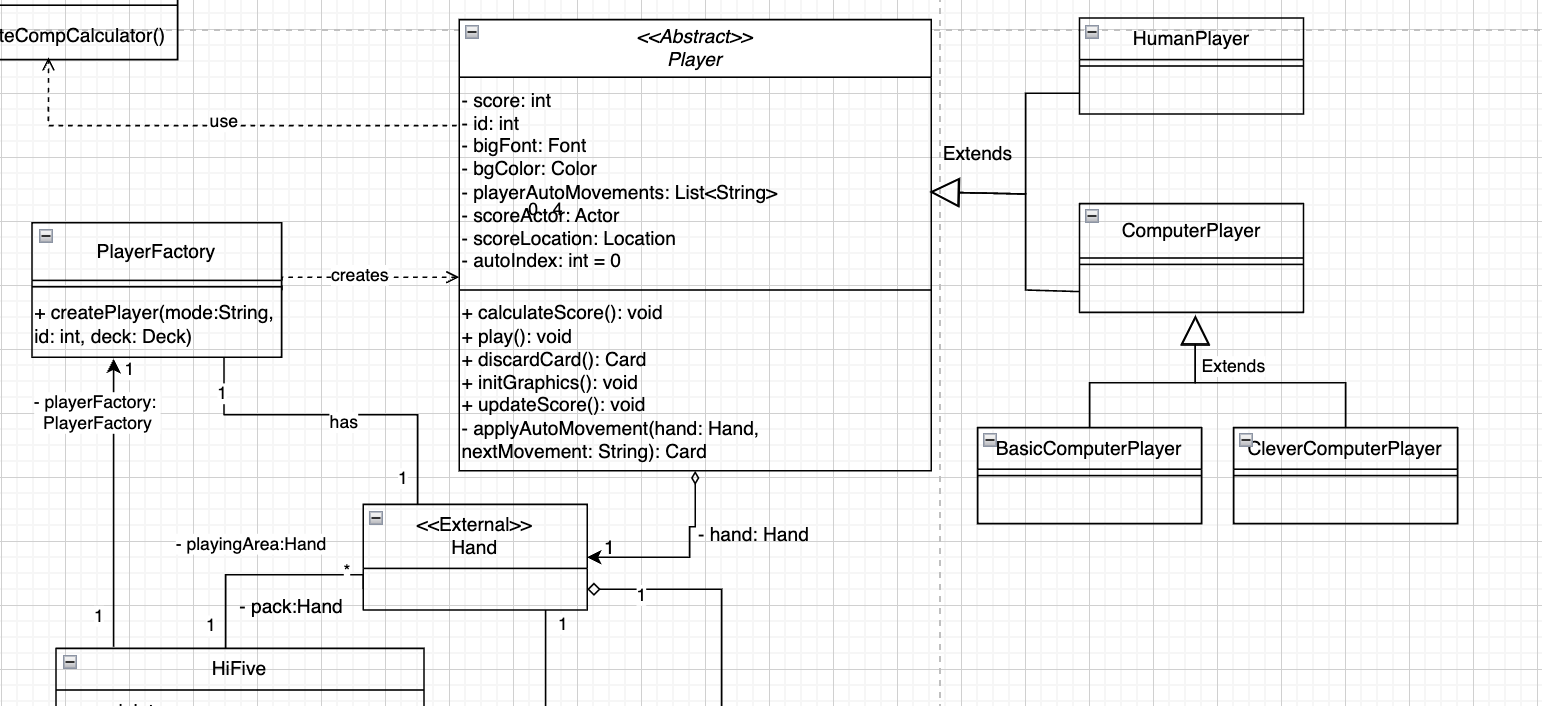 teCompCalculator()
<<Abstract>>
Player
- score: int
- id: int
- bigFont: Font
- bgColor: Color
- playerAutoMovements: List<String>
- scoreActor: Actor
- scoreLocation: Location
- autoIndex: int = 0
+ calculateScore(): void
+ play(): void
+ discardCard(): Card
+ initGraphics(): void
+ updateScore(): void
- applyAutoMovement(hand: Hand,
nextMovement: String): Card
use
0..4
HumanPlayer
Extends
ComputerPlayer
Extends
BasicComputerPlayer
CleverComputerPlayer
PlayerFactory
+ createPlayer(mode:String,
id: int, deck: Deck)
creates
1
- playerFactory:
PlayerFactory
1
has
1
<<External>>
Hand
- hand: Hand
1
- playingArea:Hand
*
- pack:Hand
1
1
1
1
HiFive